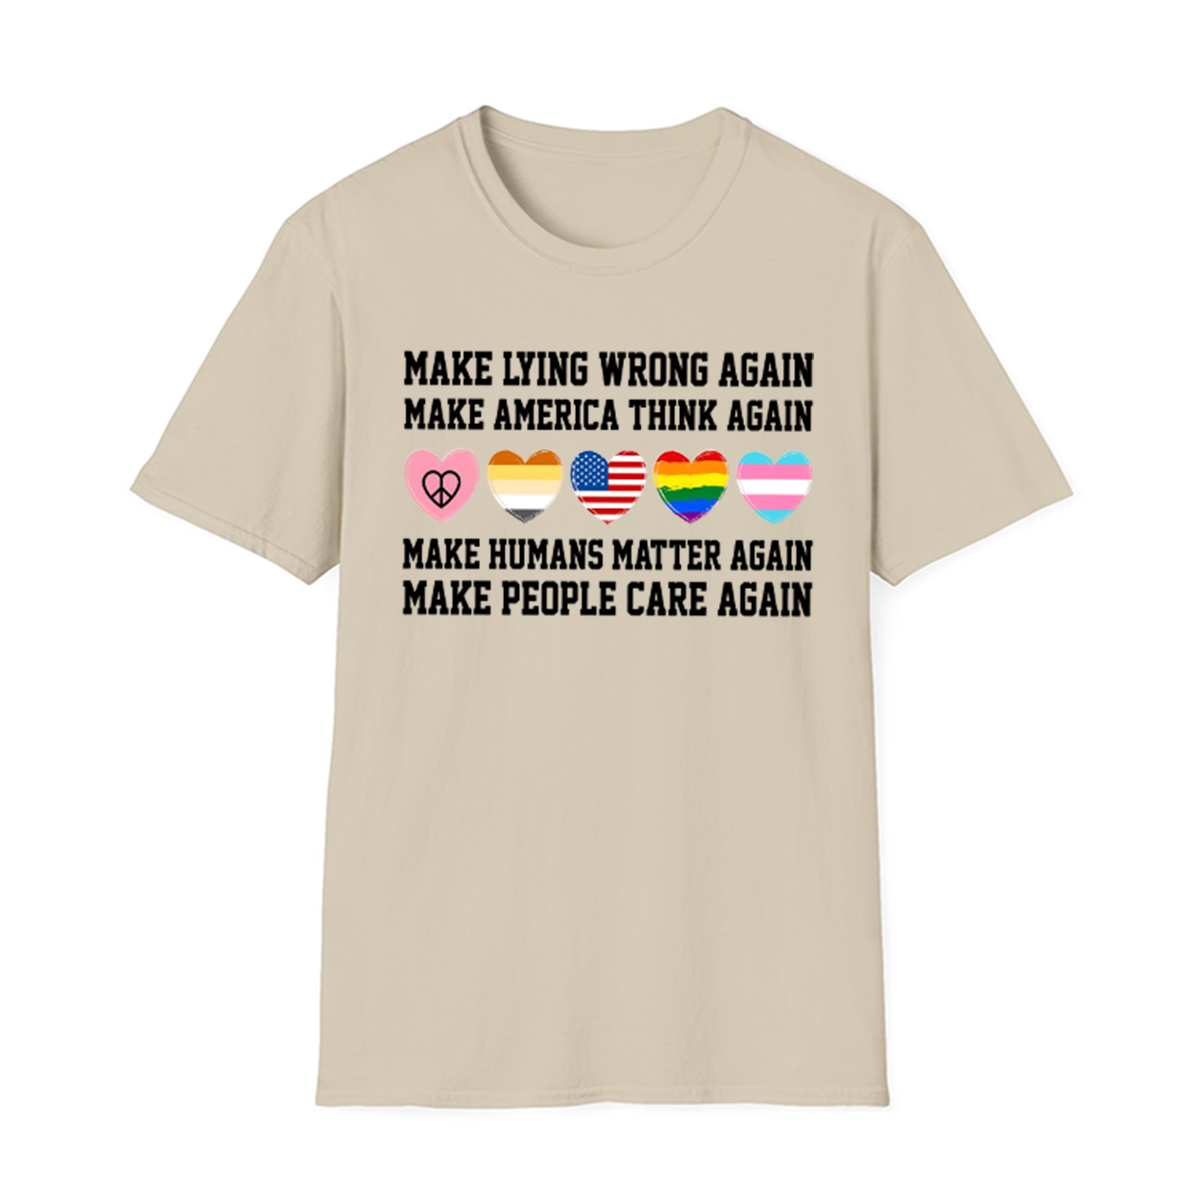 MAKE LYING WRONG AGAIN
MAKE AMERICA THINK AGAIN
MAKE HUMANS MATTER AGAIN
MAKE PEOPLE CARE AGAIN